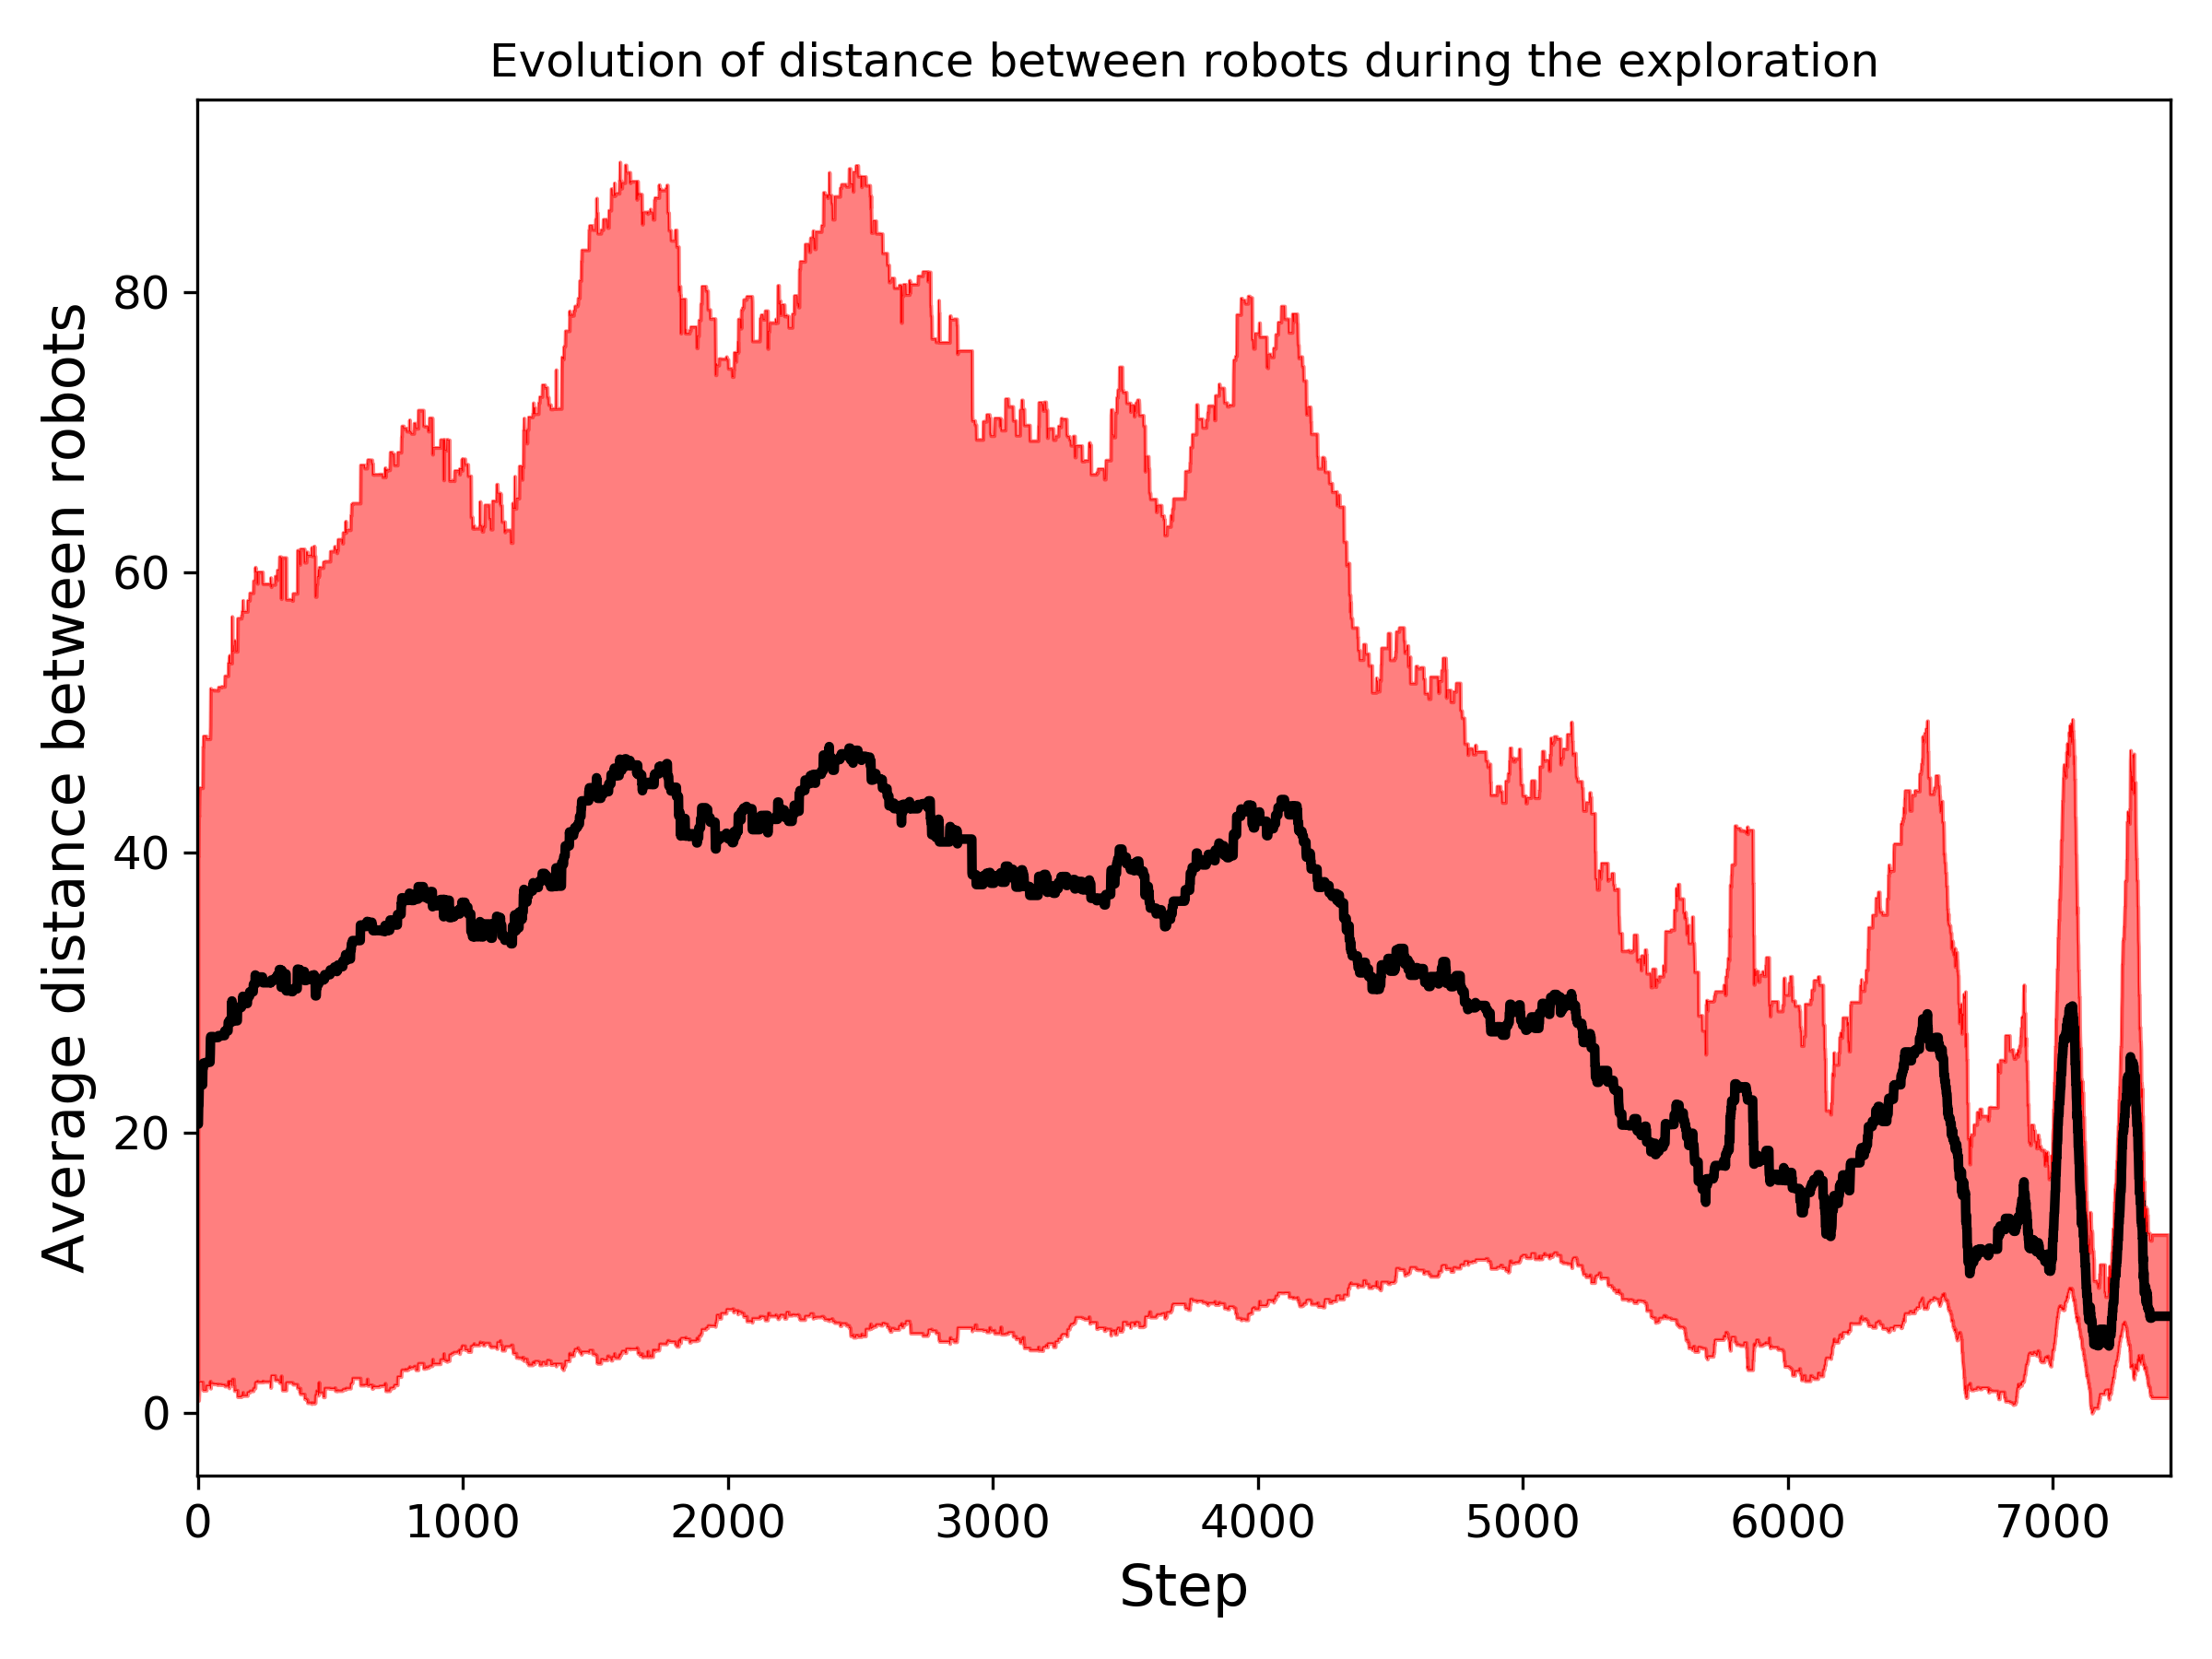 Evolution of distance between robots during the exploration
Average distance between robots
80
60
40
20
0
0 1000 2000 3000 4000 5000 6000 7000
Step